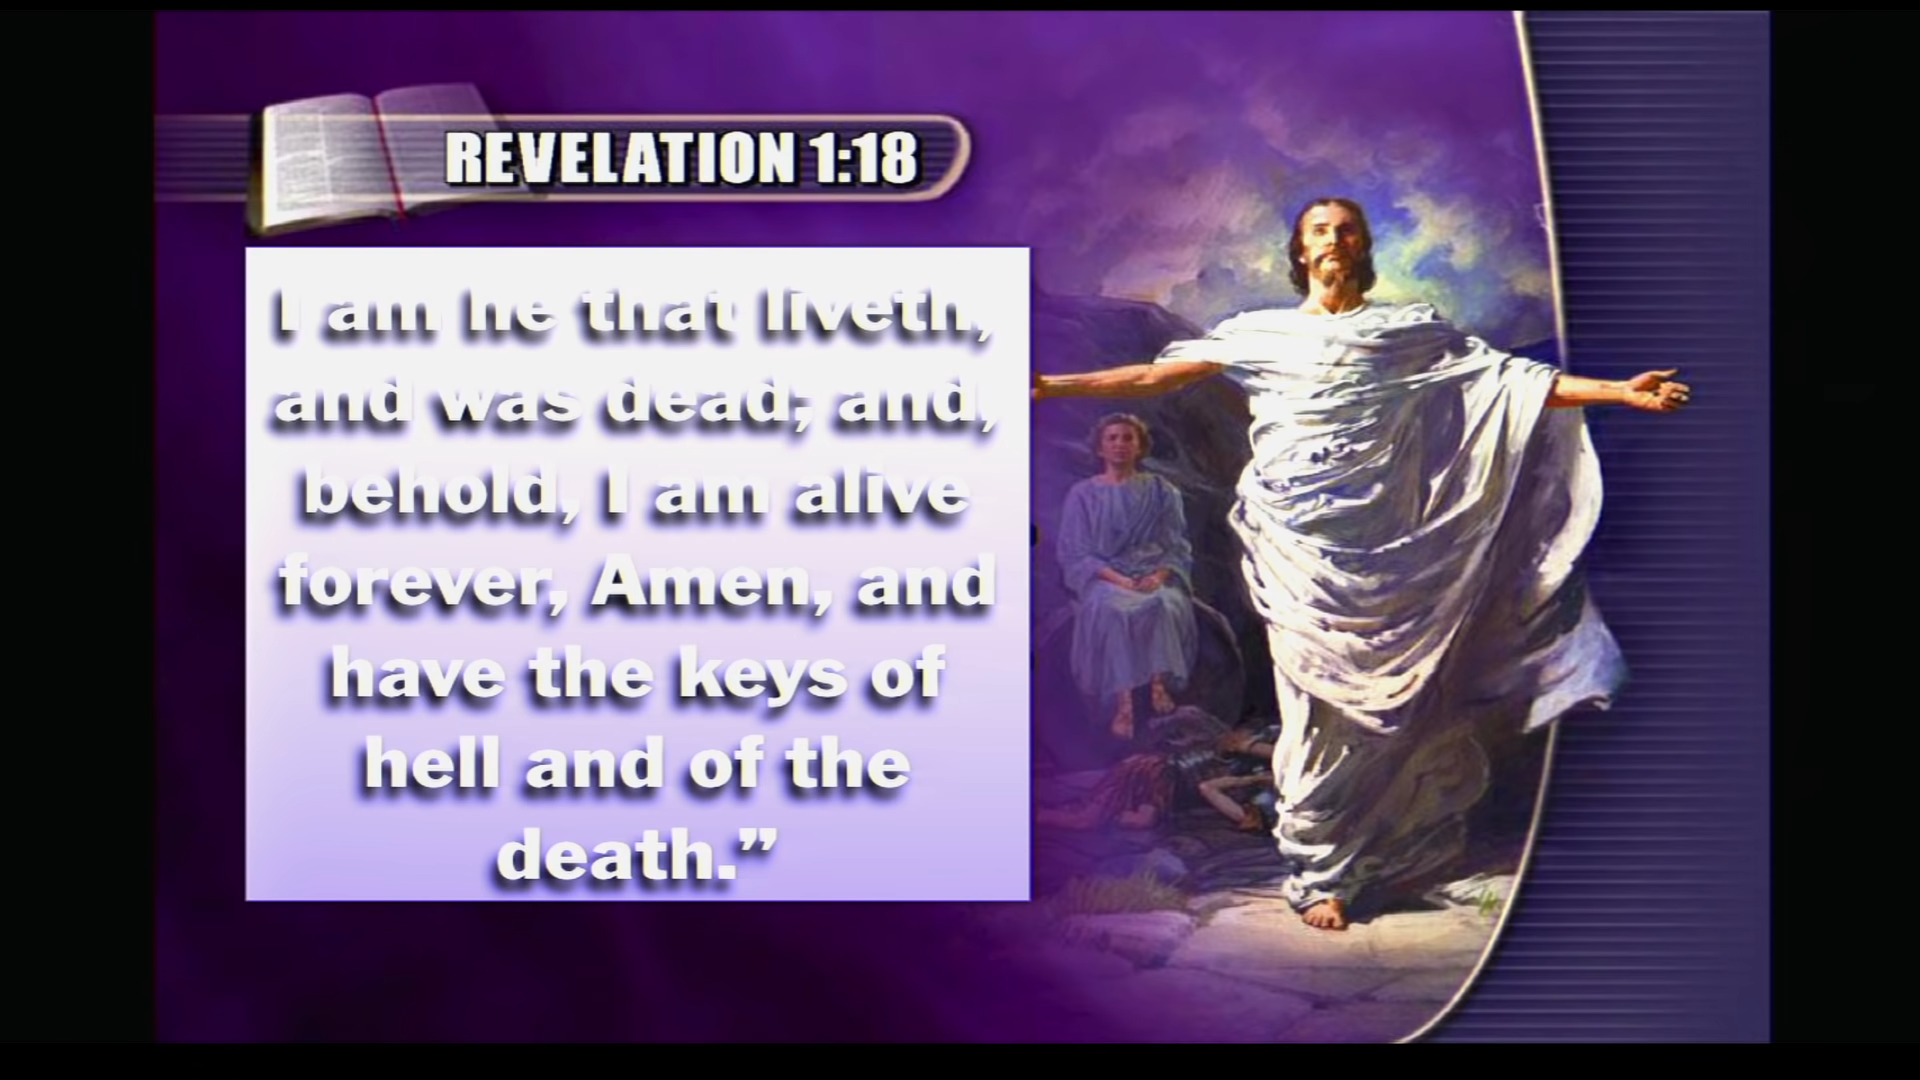 REVELATION 1:18
I am he that liveth,
and was dead; and,
behold, I am alive
forever, Amen, and
have the keys of
hell and of the
death.”